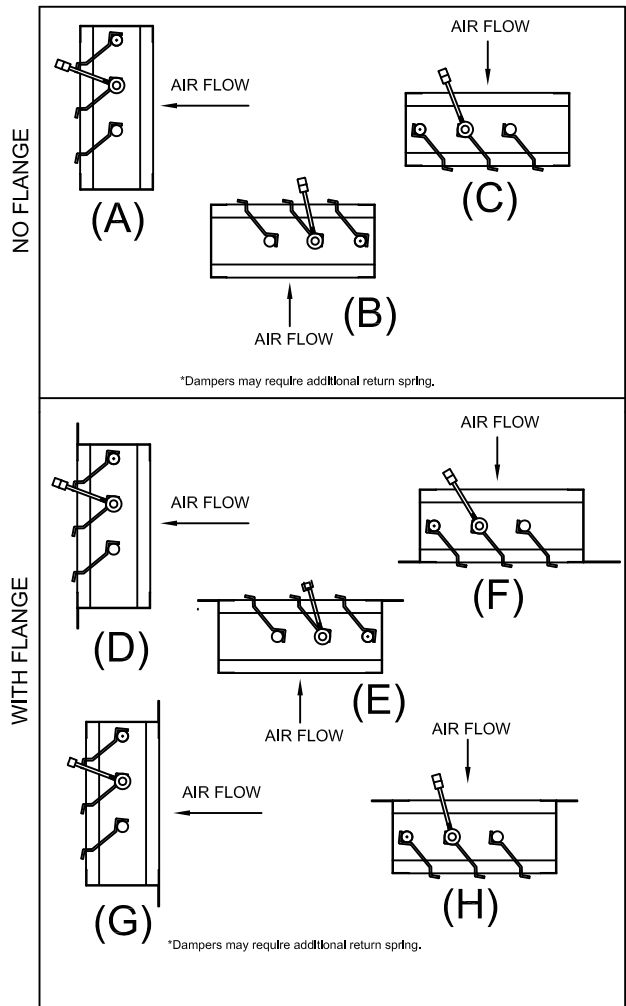 NO FLANGE
AIR FLOW
(A)
AIR FLOW
(C)
(B)
AIR FLOW
*Dampers may require additional return spring.
WITH FLANGE
AIR FLOW
(D)
AIR FLOW
(F)
(E)
AIR FLOW
(G)
AIR FLOW
AIR FLOW
(H)
*Dampers may require additional return spring.